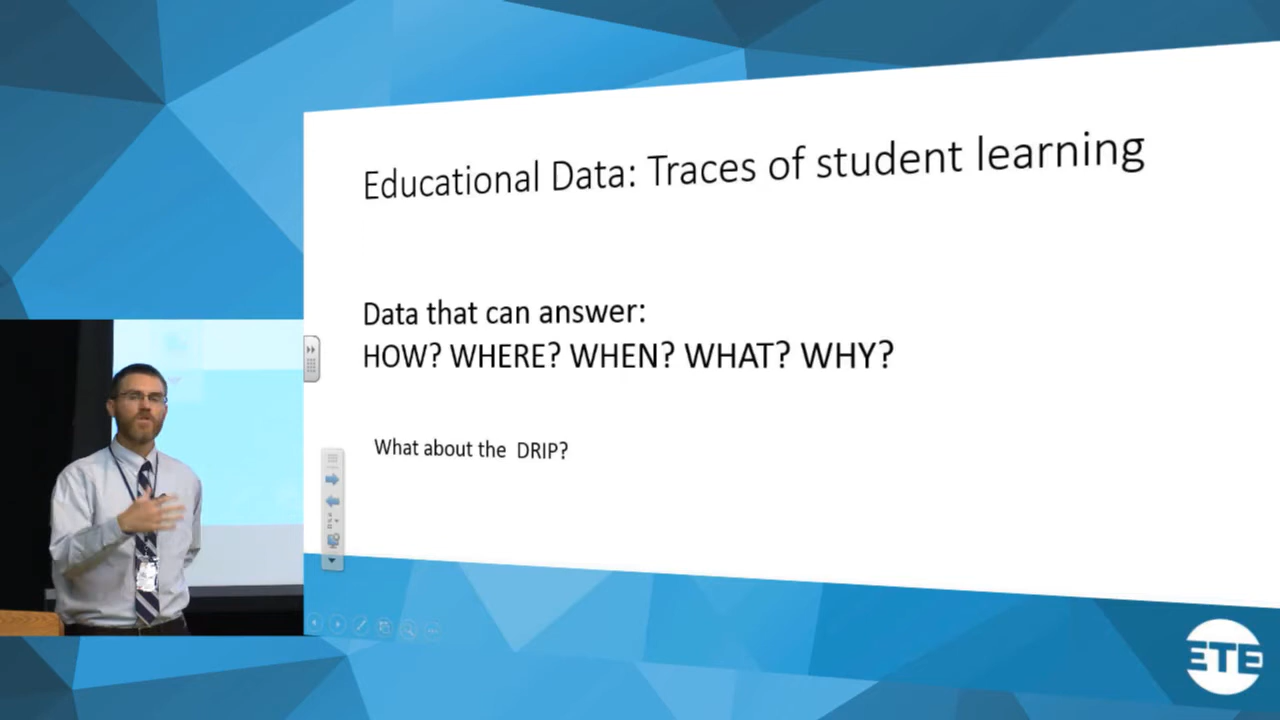 Educational Data: Traces of student learning
Data that can answer:
HOW? WHERE? WHEN? WHAT? WHY?
What about the DRIP?
ETE